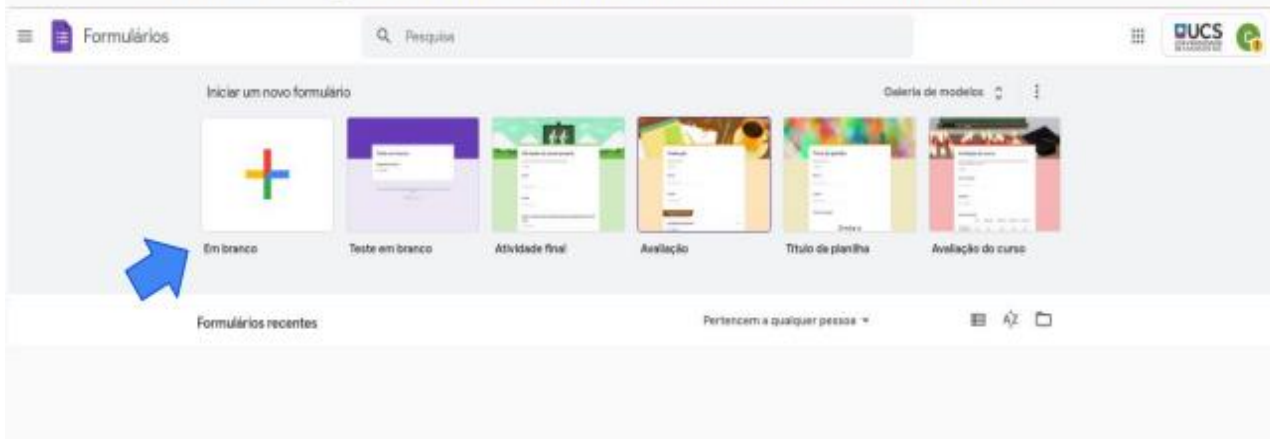 Formulários
Pesquisa
UCS
Iniciar um novo formulário
Galeria de modelos
Em branco
Teste em branco
Atividade final
Avaliação
Título da planilha
Avaliação do curso
Formulários recentes
Pertencem a qualquer pessoa
AZ